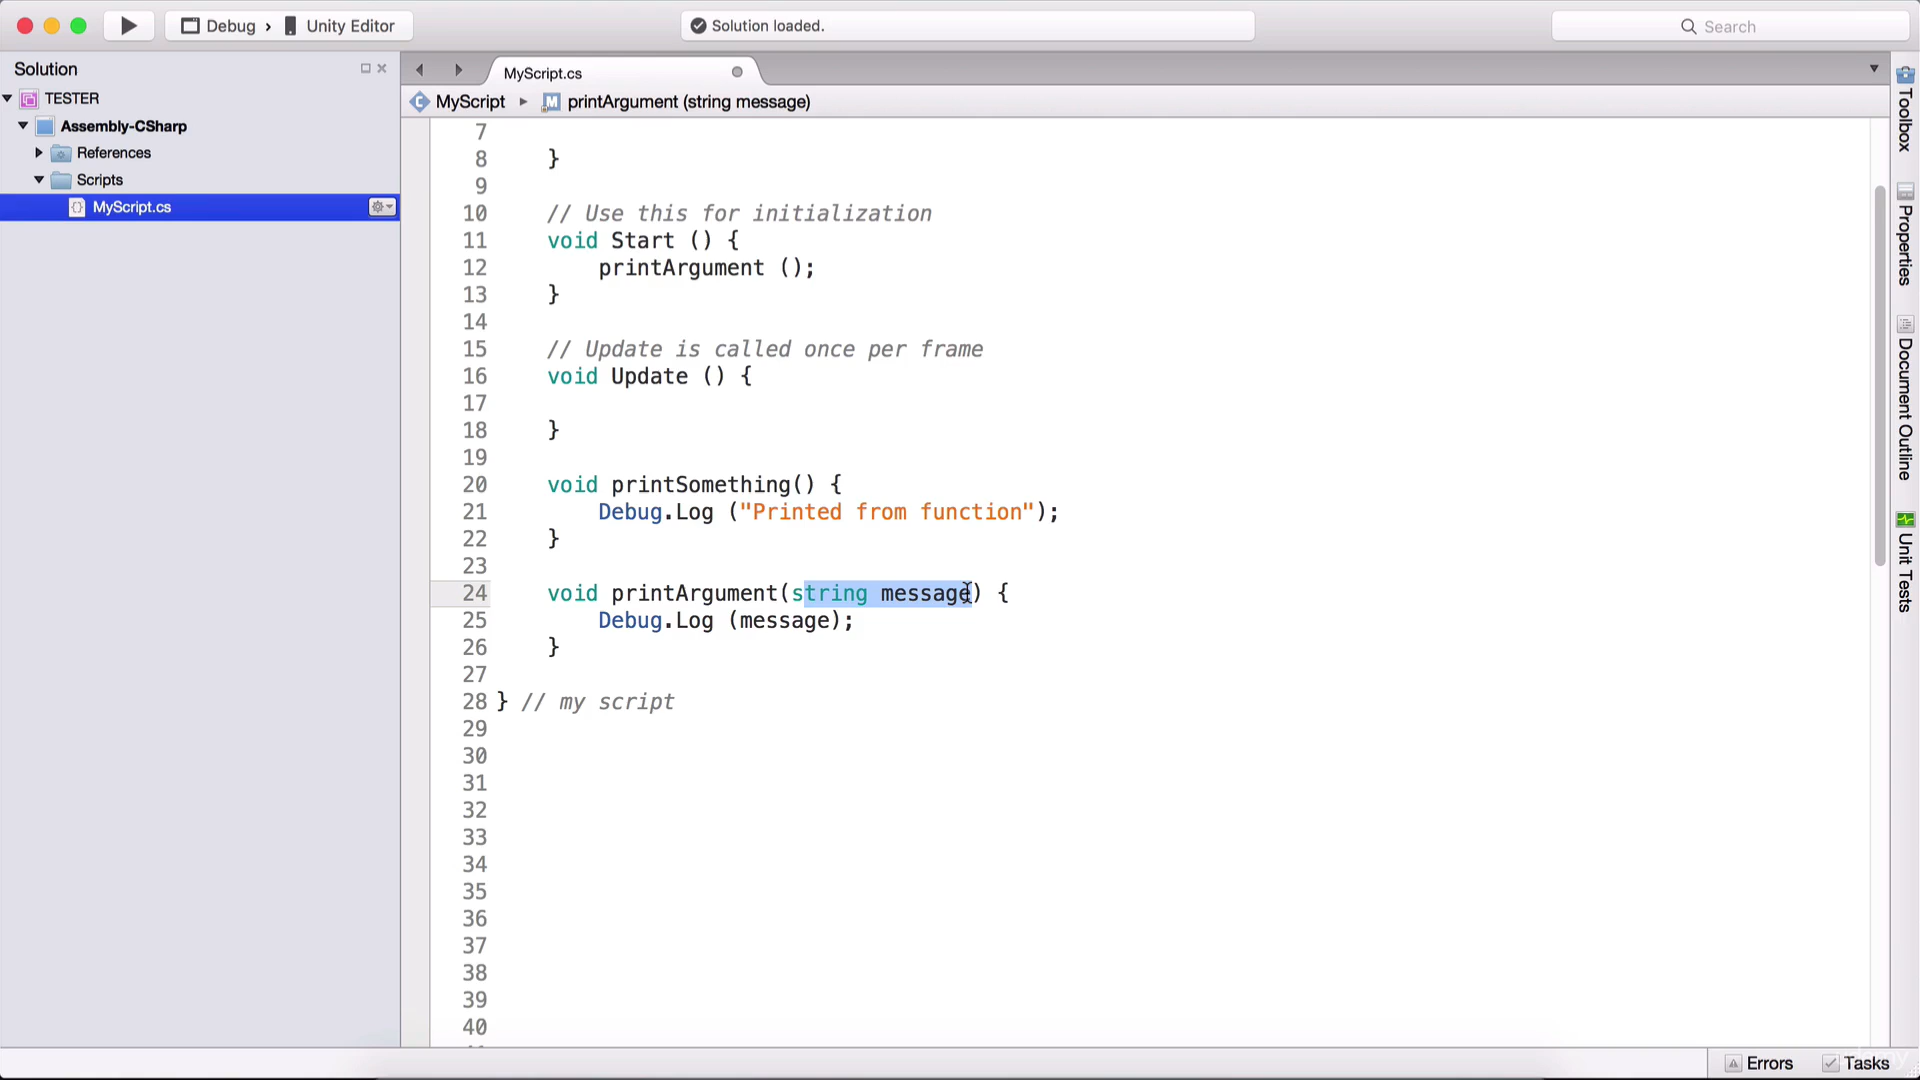 Debug › Unity Editor
Solution loaded.
Search
Solution
TESTER
Assembly-CSharp
References
Scripts
MyScript.cs
MyScript.cs
MyScript ▸ printArgument (string message)
7
8 }
9
10 // Use this for initialization
11 void Start () {
12 printArgument ();
13 }
14
15 // Update is called once per frame
16 void Update () {
17
18 }
19
20 void printSomething() {
21 Debug.Log ("Printed from function");
22 }
23
24 void printArgument(string message) {
25 Debug.Log (message);
26 }
27
28 } // my script
29
30
31
32
33
34
35
36
37
38
39
40
Toolbox
Properties
Document Outline
Unit Tests
Errors
Tasks